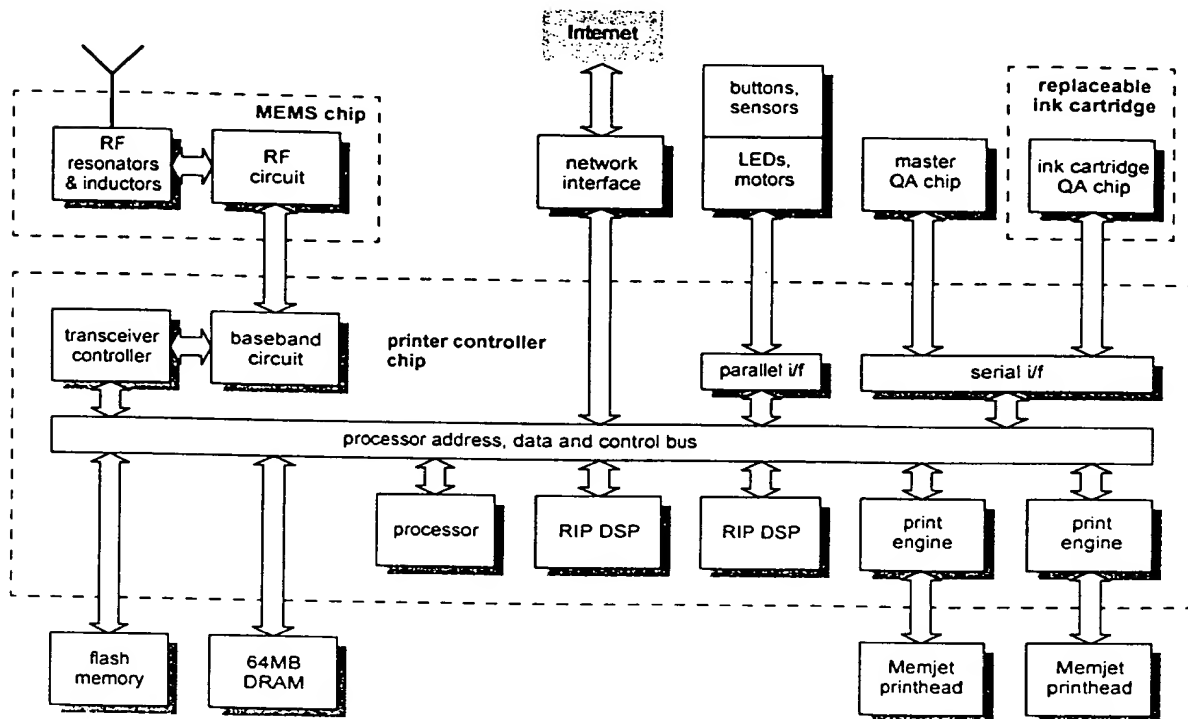 Internet
MEMS chip
RF
resonators
& inductors
RF
circuit
network
interface
buttons,
sensors
LEDs,
motors
master
QA chip
replaceable
ink cartridge
ink cartridge
QA chip
transceiver
controller
baseband
circuit
printer controller
chip
parallel i/f
serial i/f
processor address, data and control bus
processor
RIP DSP
RIP DSP
print
engine
print
engine
flash
memory
64MB
DRAM
Memjet
printhead
Memjet
printhead